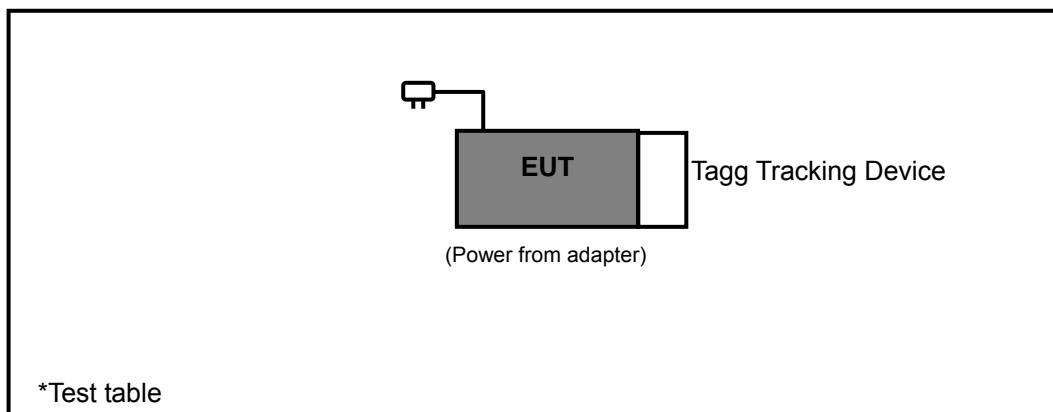 EUT
Tagg Tracking Device
(Power from adapter)
*Test table